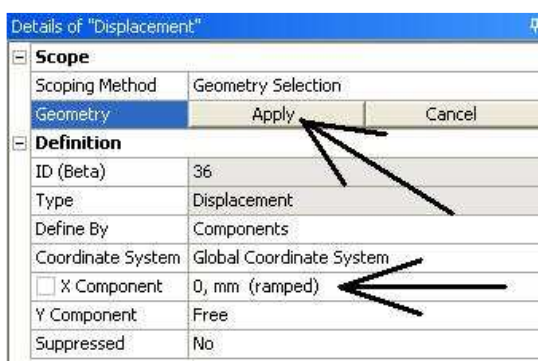 Details of "Displacement"
Scope
Scoping Method Geometry Selection
Geometry Apply Cancel
Definition
ID (Beta) 36
Type Displacement
Define By Components
Coordinate System Global Coordinate System
X Component 0, mm (ramped)
Y Component Free
Suppressed No